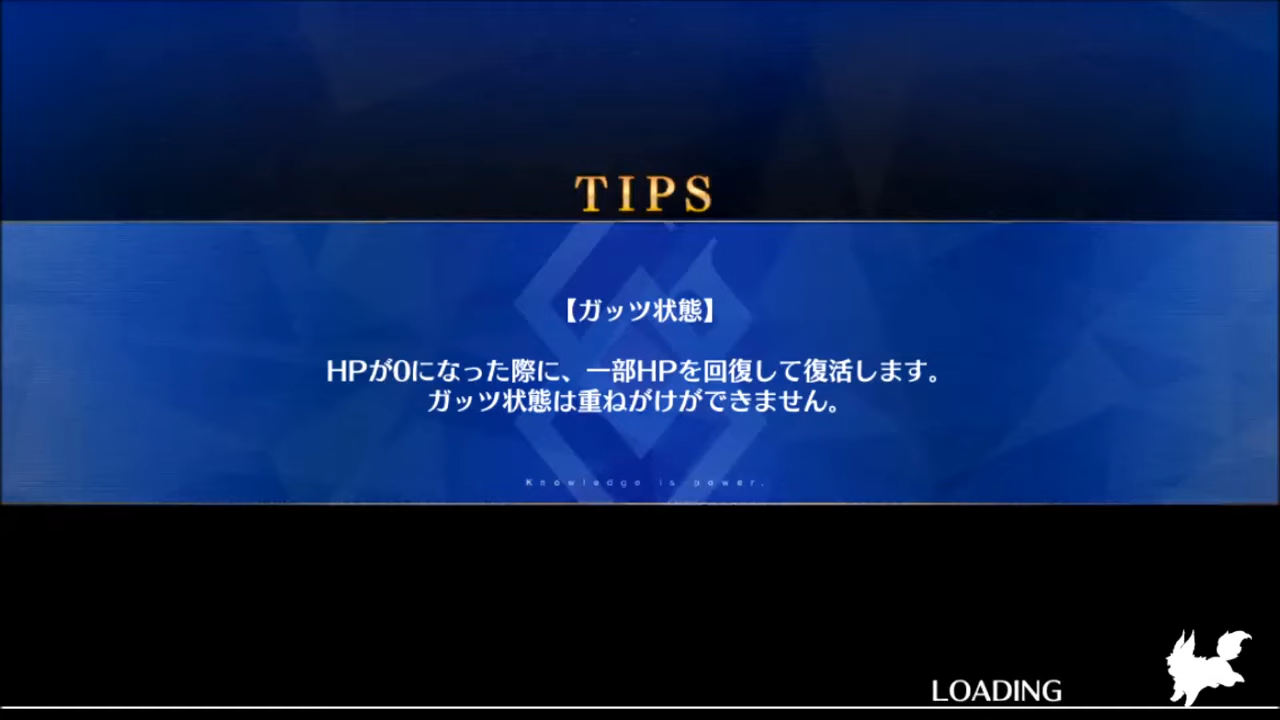 TIPS
【ガッツ状態】
HPが0になった際に、一部HPを回復して復活します。
ガッツ状態は重ねがけができません。
Knowledge is power.
LOADING